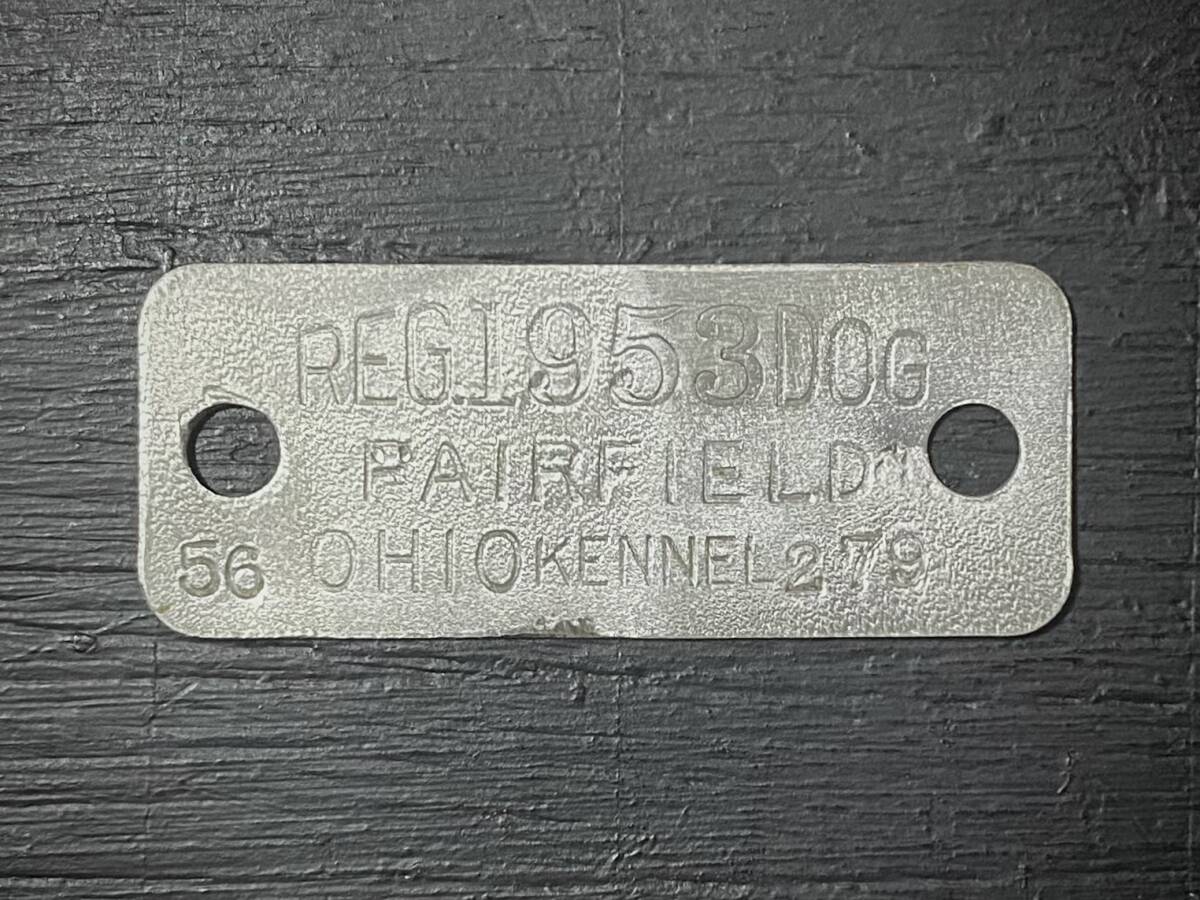 REG.1953 DOG
FAIRFIELD
56 OHIO KENNEL 279